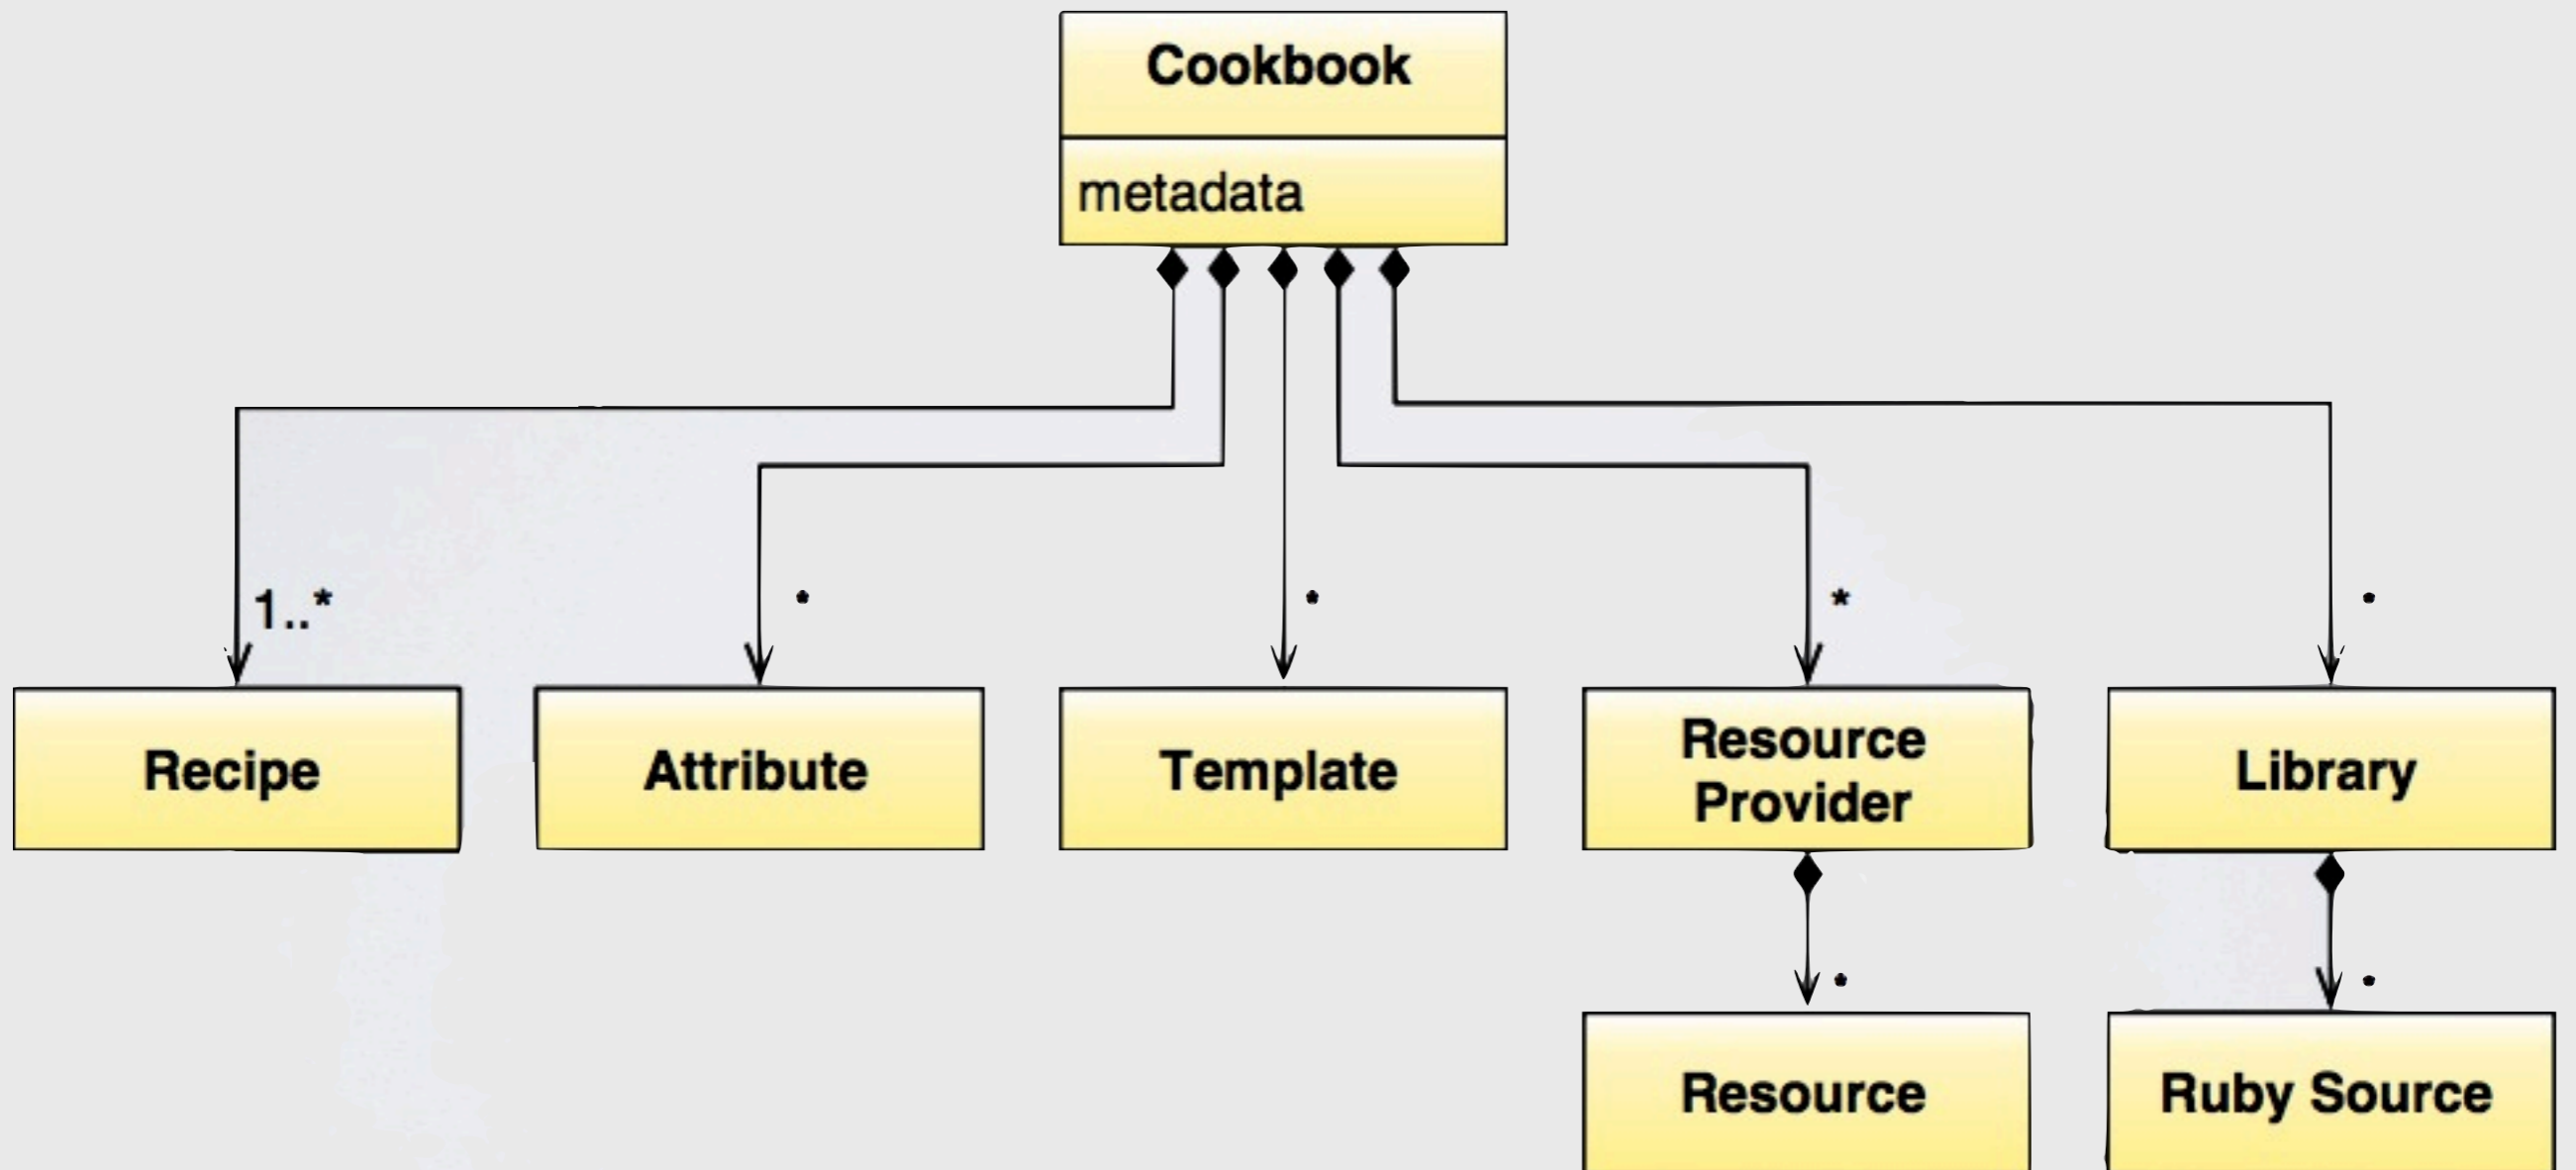 Cookbook
metadata
1..*
*
*
*
*
Recipe
Attribute
Template
Resource
Provider
Library
*
*
Resource
Ruby Source